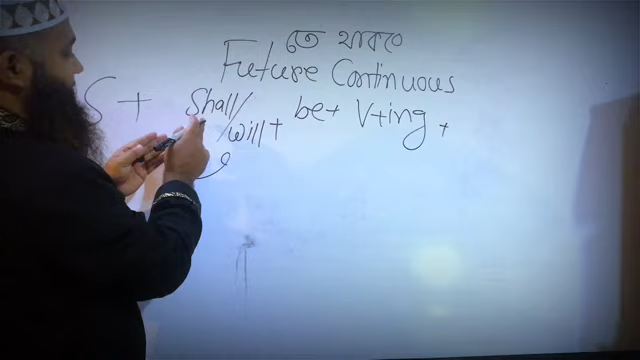 তে থাকবে
Future Continuous
S + Shall/ be+ V+ing +
/will+